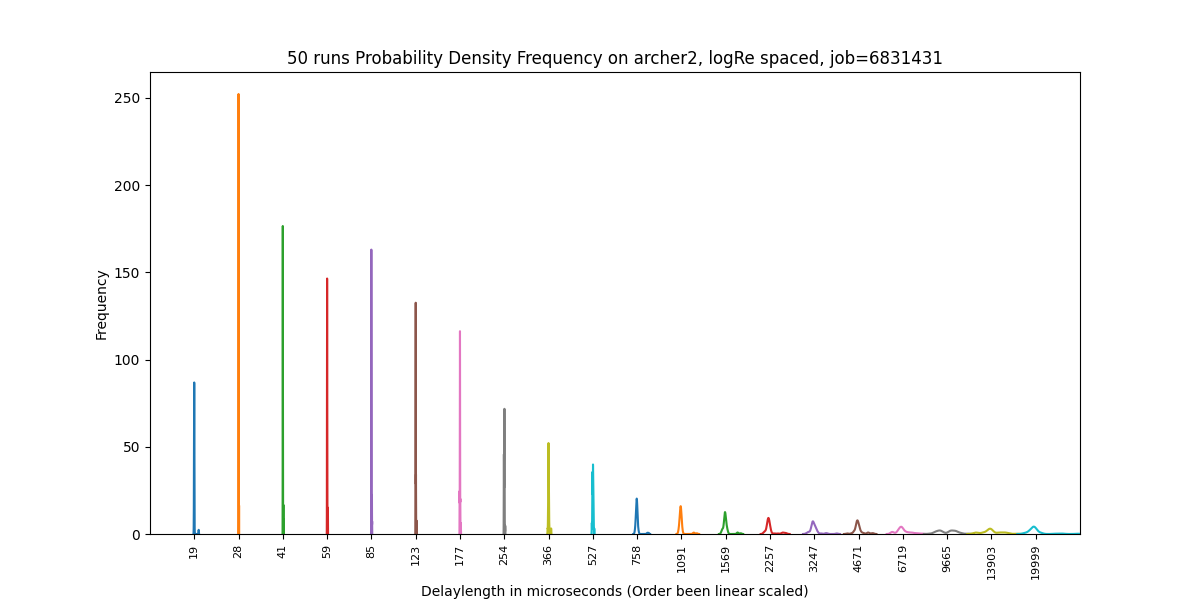 50 runs Probability Density Frequency on archer2, logRe spaced, job=6831431
Frequency
250
200
150
100
50
0
19 28 41 59 85 123 177 254 366 527 758 1091 1569 2257 3247 4671 6719 9665 13903 19999
Delaylength in microseconds (Order been linear scaled)